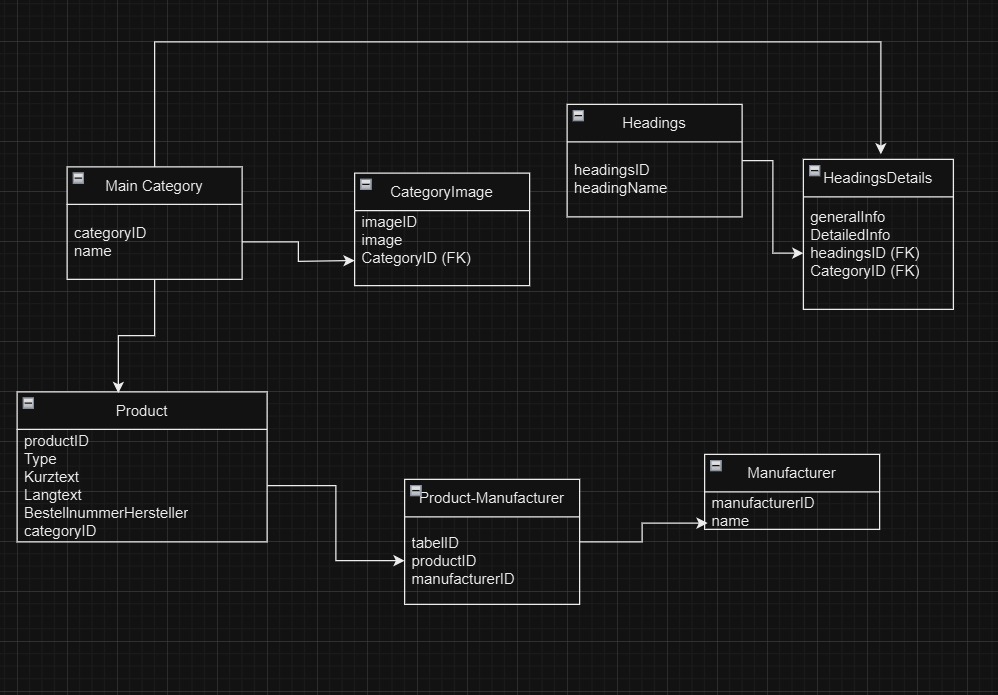 Headings
headingsID
headingName
HeadingsDetails
generalInfo
DetailedInfo
headingsID (FK)
CategoryID (FK)
Main Category
categoryID
name
CategoryImage
imageID
image
CategoryID (FK)
Product
productID
Type
Kurztext
Langtext
BestellnummerHersteller
categoryID
Product-Manufacturer
tabelID
productID
manufacturerID
Manufacturer
manufacturerID
name